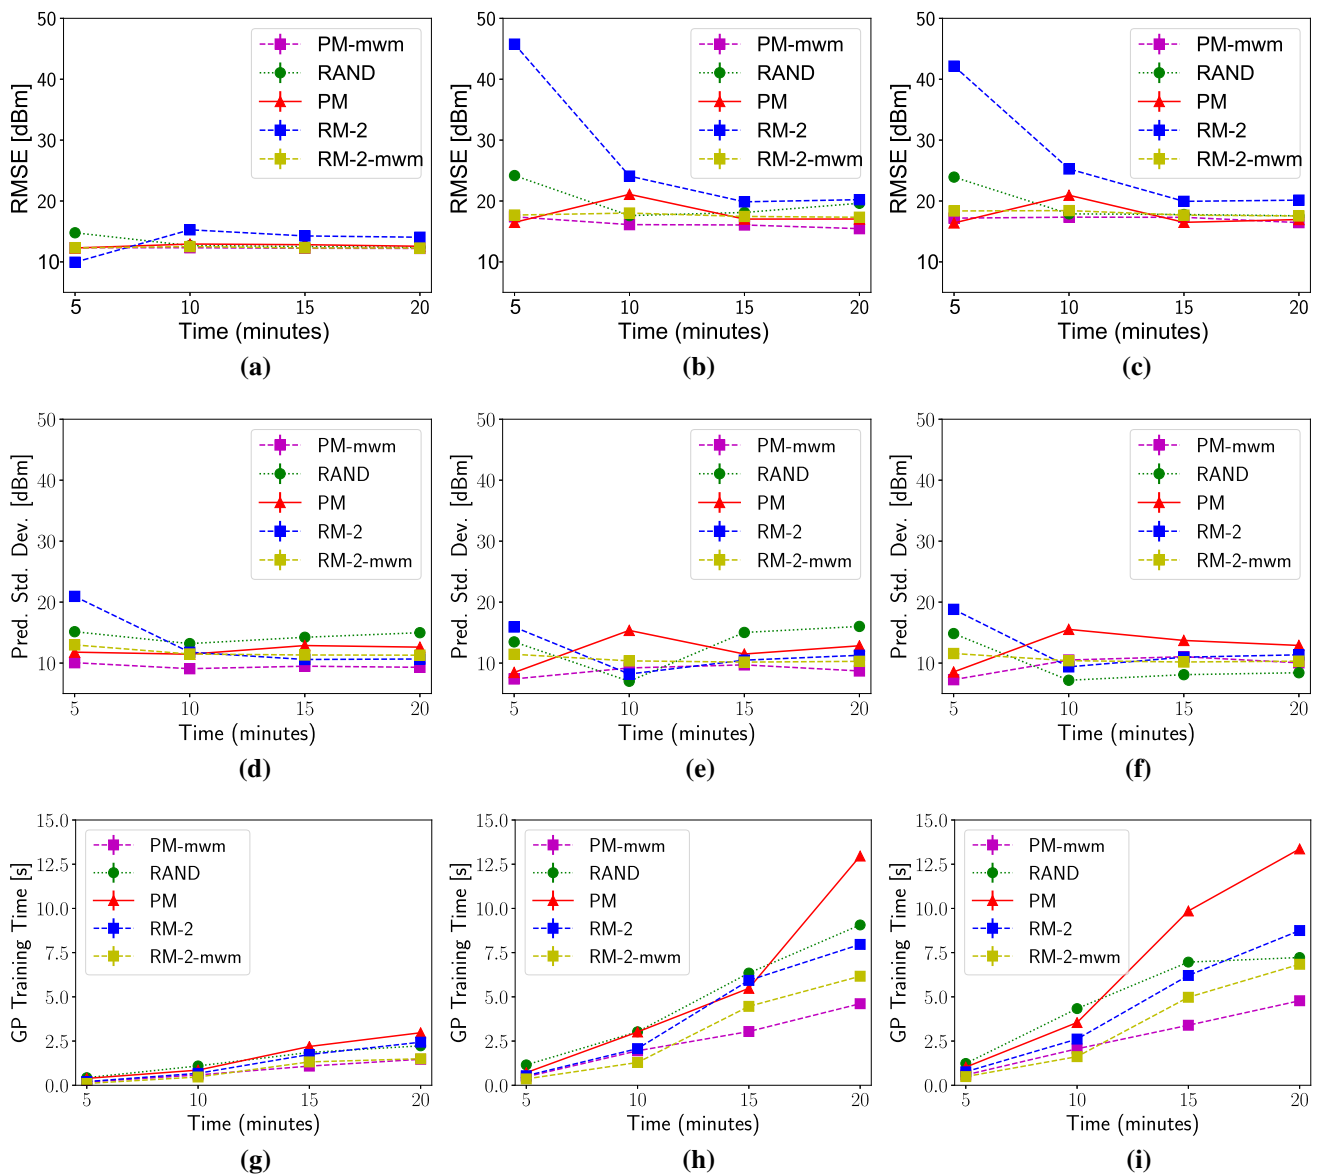 50
40
30
20
10
RMSE [dBm]
PM-mwm
RAND
PM
RM-2
RM-2-mwm
5 10 15 20
Time (minutes)
(a)
50
40
30
20
10
RMSE [dBm]
PM-mwm
RAND
PM
RM-2
RM-2-mwm
5 10 15 20
Time (minutes)
(b)
50
40
30
20
10
RMSE [dBm]
PM-mwm
RAND
PM
RM-2
RM-2-mwm
5 10 15 20
Time (minutes)
(c)
50
40
30
20
10
Pred. Std. Dev. [dBm]
PM-mwm
RAND
PM
RM-2
RM-2-mwm
5 10 15 20
Time (minutes)
(d)
50
40
30
20
10
Pred. Std. Dev. [dBm]
PM-mwm
RAND
PM
RM-2
RM-2-mwm
5 10 15 20
Time (minutes)
(e)
50
40
30
20
10
Pred. Std. Dev. [dBm]
PM-mwm
RAND
PM
RM-2
RM-2-mwm
5 10 15 20
Time (minutes)
(f)
15.0
12.5
10.0
7.5
5.0
2.5
0.0
GP Training Time [s]
PM-mwm
RAND
PM
RM-2
RM-2-mwm
5 10 15 20
Time (minutes)
(g)
15.0
12.5
10.0
7.5
5.0
2.5
0.0
GP Training Time [s]
PM-mwm
RAND
PM
RM-2
RM-2-mwm
5 10 15 20
Time (minutes)
(h)
15.0
12.5
10.0
7.5
5.0
2.5
0.0
GP Training Time [s]
PM-mwm
RAND
PM
RM-2
RM-2-mwm
5 10 15 20
Time (minutes)
(i)